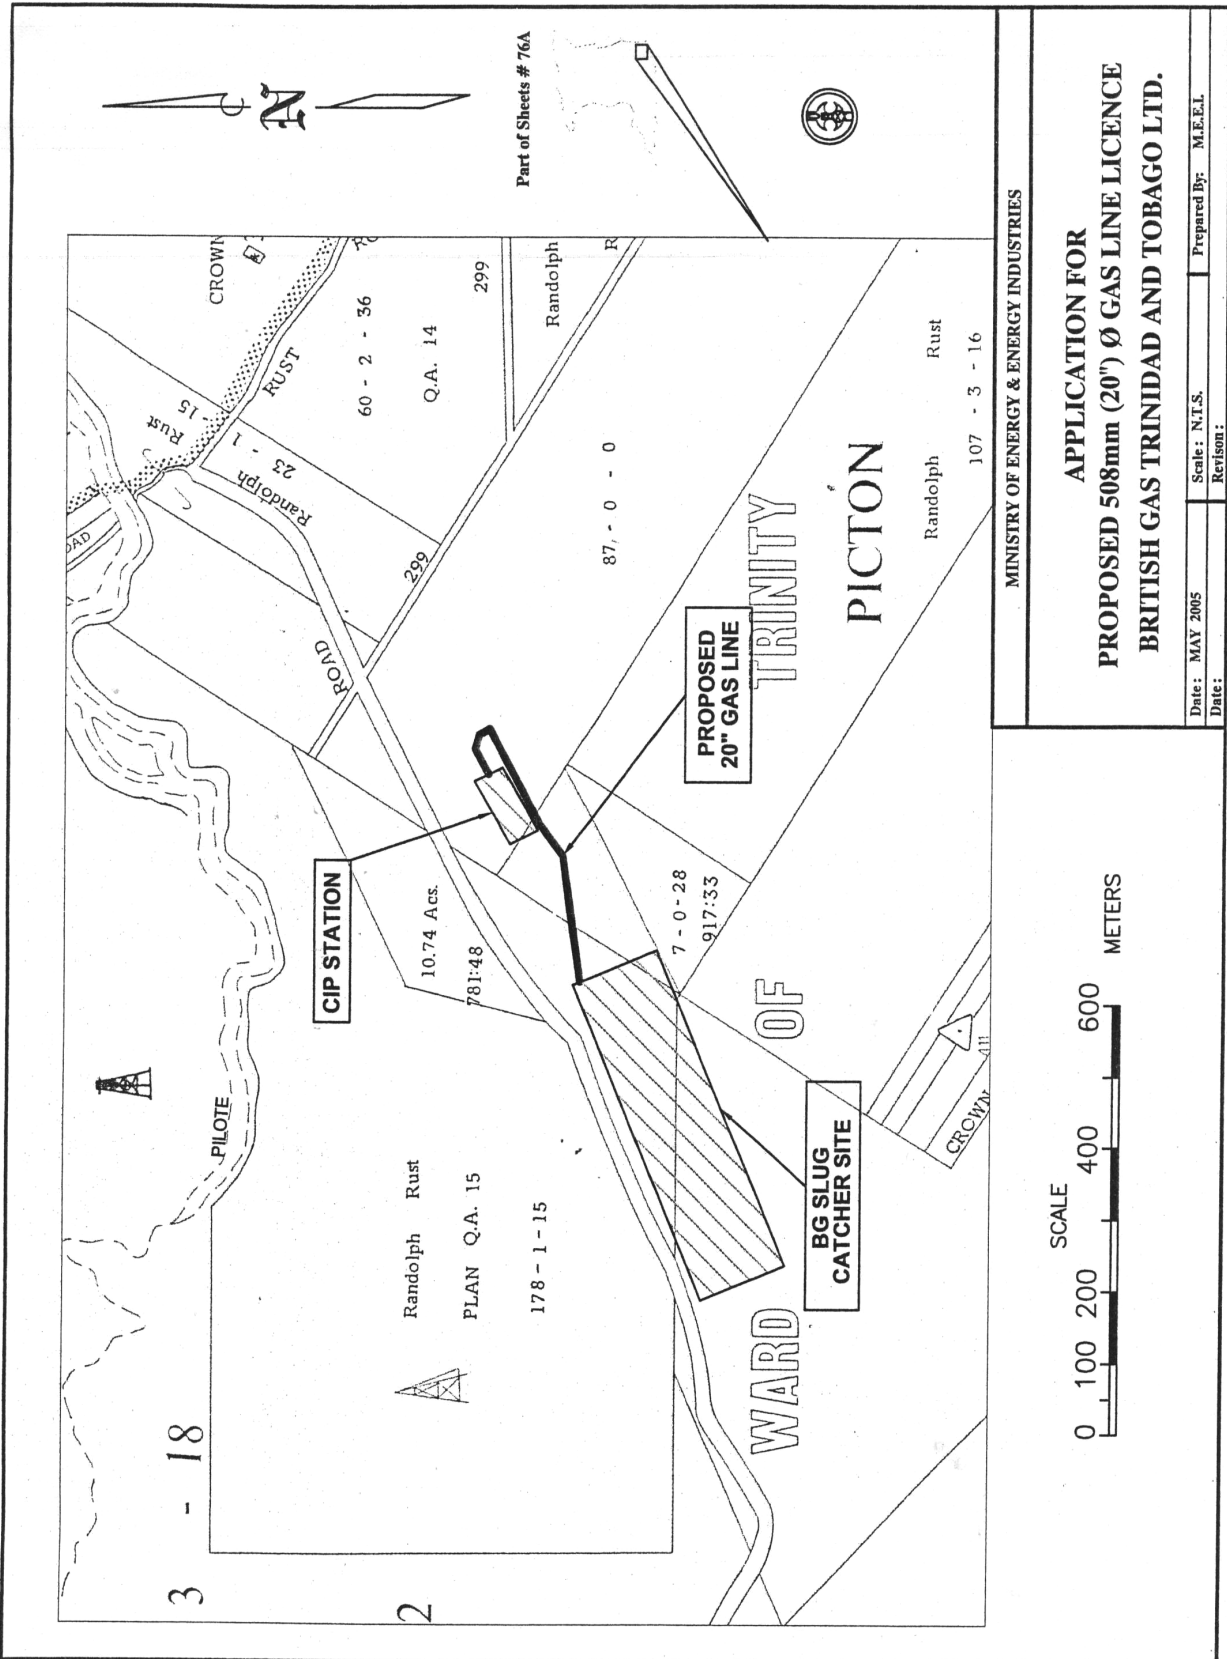 N
Part of Sheets # 76A
3 - 18
2
PILOTE
ROAD
Rust
15
Randolph
23 - 1
CROWN
RUST
60 - 2 - 36
Q.A. 14
299
299
Randolph
R
ROAD
87 - 0 - 0
CIP STATION
10.74 Acs.
781:48
Randolph Rust
PLAN Q.A. 15
178 - 1 - 15
PROPOSED
20" GAS LINE
7 - 0 - 28
917:33
WARD OF TRINITY
PICTON
Randolph Rust
107 - 3 - 16
BG SLUG
CATCHER SITE
CROWN
411
SCALE
0 100 200 400 600 METERS
MINISTRY OF ENERGY & ENERGY INDUSTRIES
APPLICATION FOR
PROPOSED 508mm (20") Ø GAS LINE LICENCE
BRITISH GAS TRINIDAD AND TOBAGO LTD.
Date: MAY 2005 Scale: N.T.S. Prepared By: M.E.E.I.
Date: Revison: